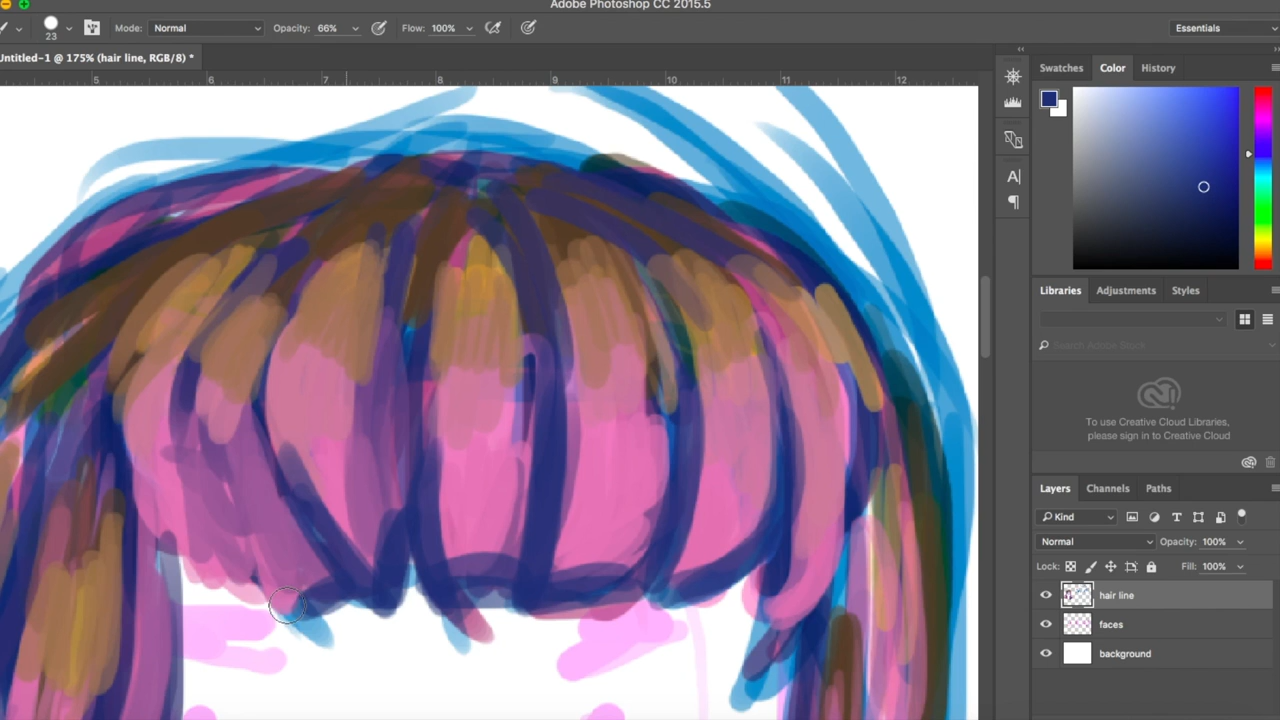 Adobe Photoshop CC 2015.5
23 Mode: Normal Opacity: 66% Flow: 100% Essentials
Untitled-1 @ 175% (hair line, RGB/8) *
5 6 7 8 9 10 11 12
Swatches Color History
A
Libraries Adjustments Styles
Search Adobe Stock
To use Creative Cloud Libraries,
please sign in to Creative Cloud
Layers Channels Paths
Kind T
Normal Opacity: 100%
Lock: Fill: 100%
hair line
faces
background